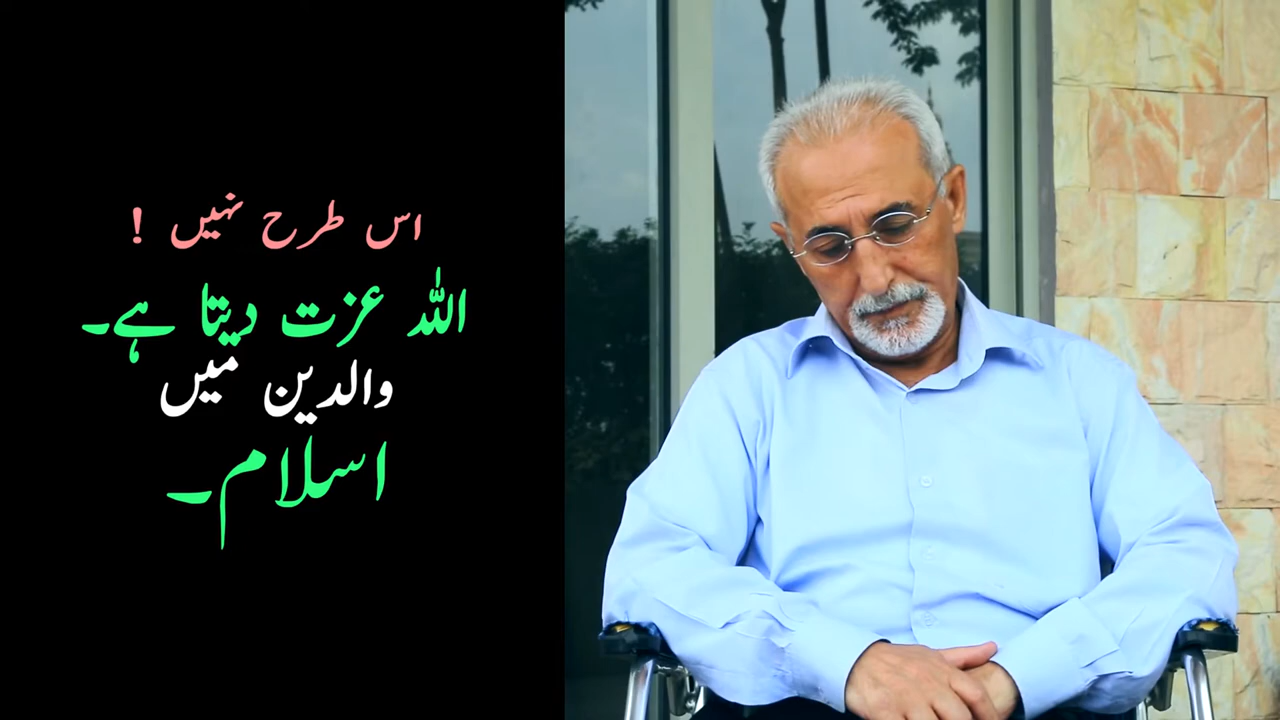 اس طرح نہیں !
اللہ عزت دیتا ہے۔
والدین میں
اسلام۔